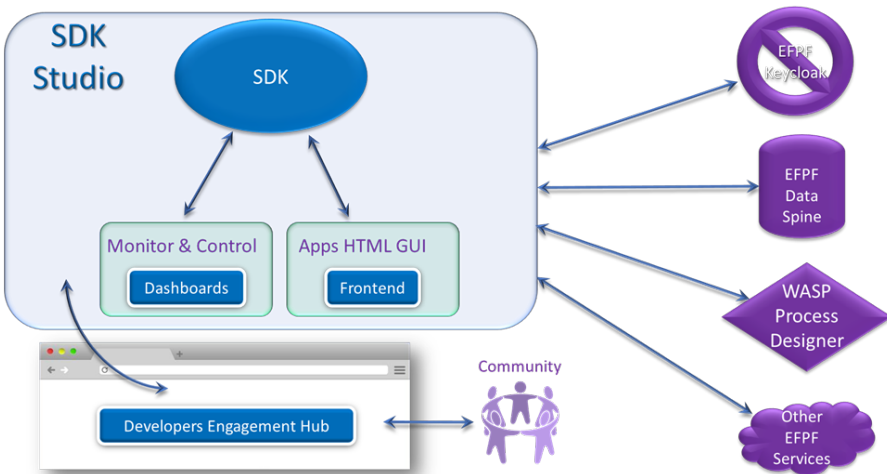 SDK
Studio
SDK
Monitor & Control
Dashboards
Apps HTML GUI
Frontend
EFPF
Keycloak
EFPF
Data
Spine
WASP
Process
Designer
Other
EFPF
Services
Developers Engagement Hub
Community